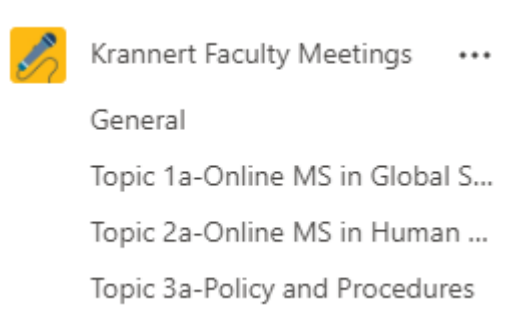 Krannert Faculty Meetings ...
General
Topic 1a-Online MS in Global S...
Topic 2a-Online MS in Human ...
Topic 3a-Policy and Procedures